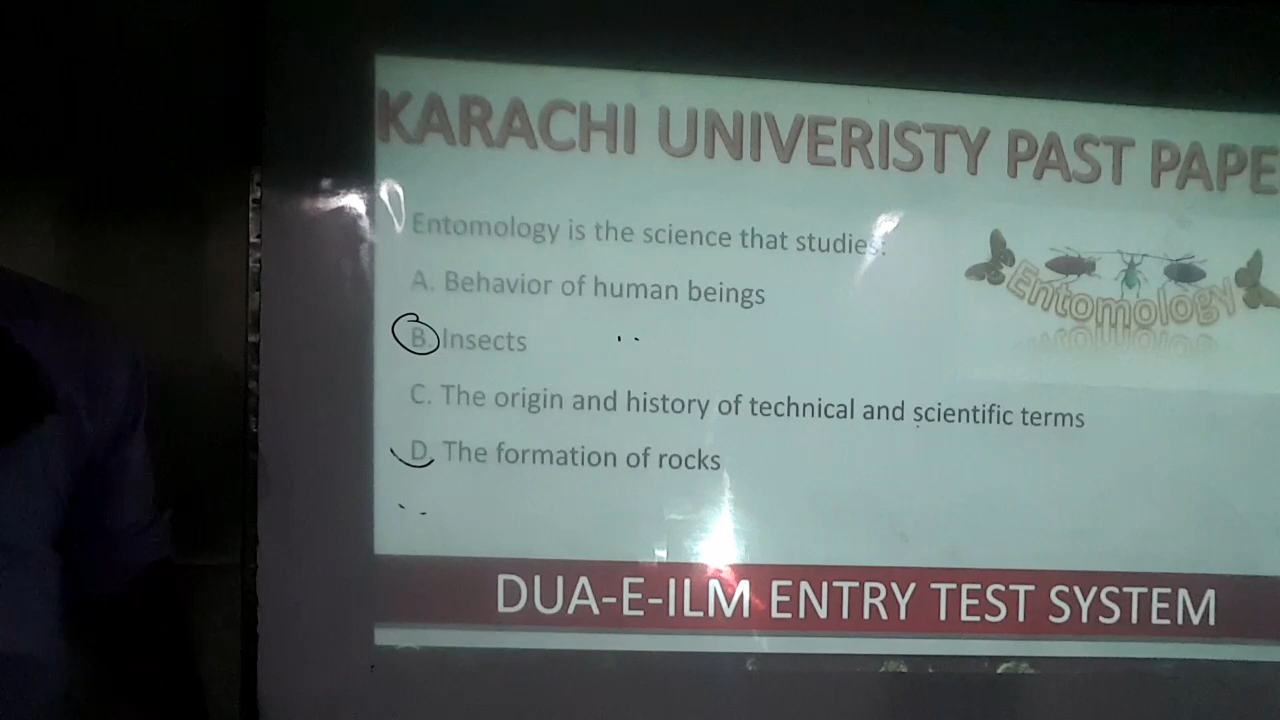 KARACHI UNIVERISTY PAST PAPE
Entomology is the science that studies:
A. Behavior of human beings
B. Insects
C. The origin and history of technical and scientific terms
D. The formation of rocks
Entomology
DUA-E-ILM ENTRY TEST SYSTEM